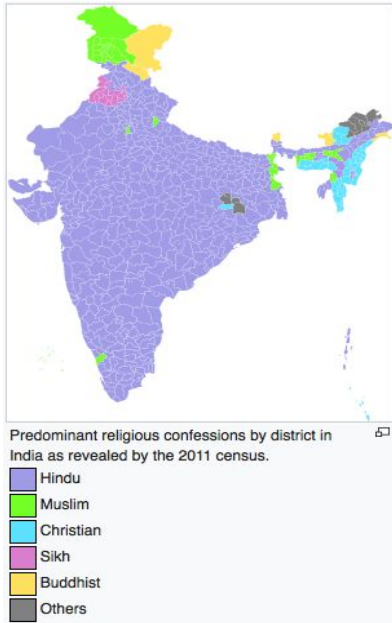 Predominant religious confessions by district in
India as revealed by the 2011 census.
Hindu
Muslim
Christian
Sikh
Buddhist
Others